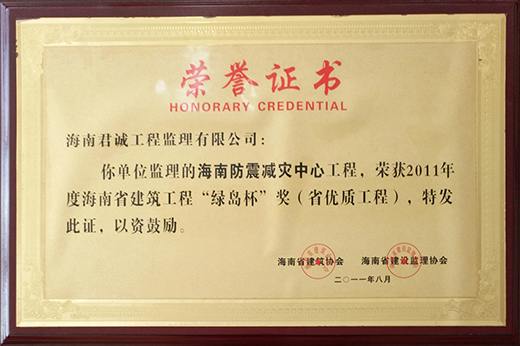 荣誉证书
HONORARY CREDENTIAL
海南君诚工程监理有限公司：
你单位监理的海南防震减灾中心工程，荣获2011年
度海南省建筑工程“绿岛杯”奖（省优质工程），特发
此证，以资鼓励。
海南省建筑协会 海南省建设监理协会
二〇一一年八月